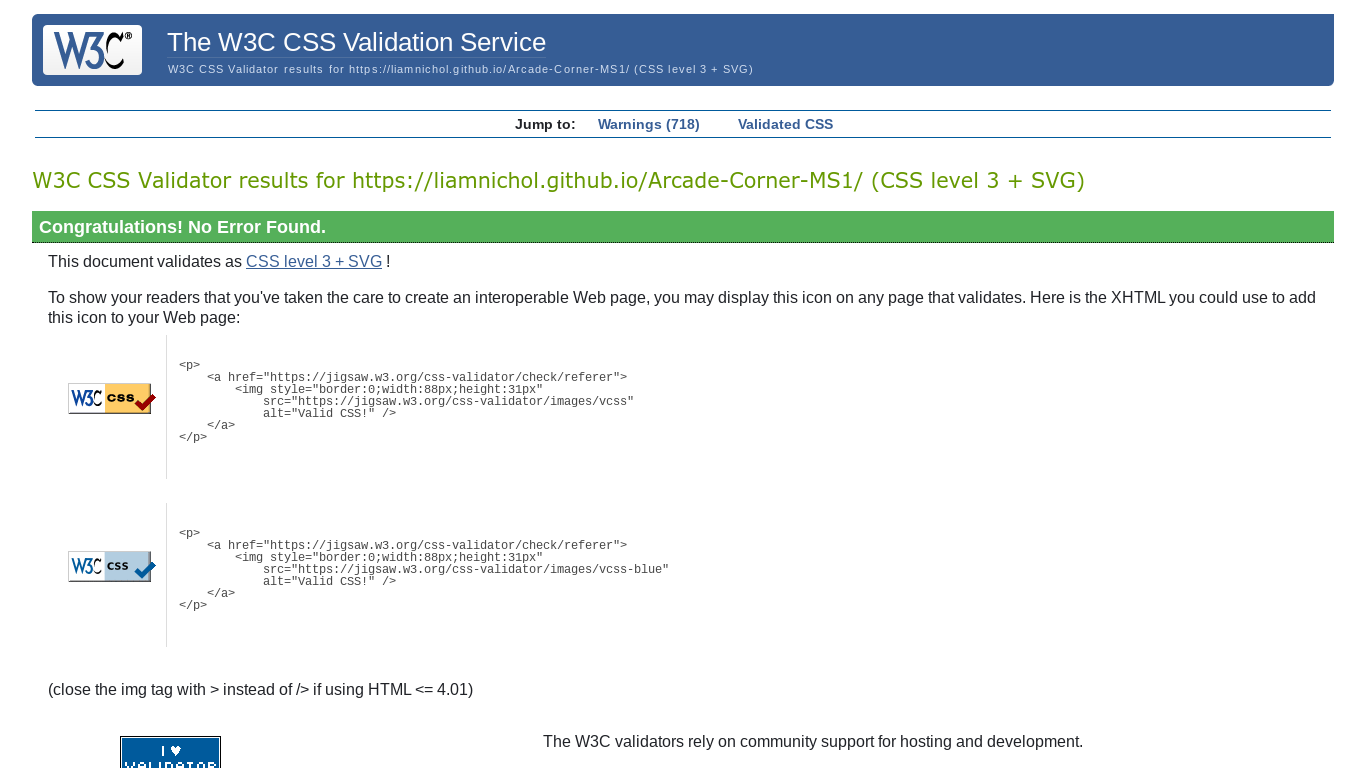 W3C®
The W3C CSS Validation Service
W3C CSS Validator results for https://liamnichol.github.io/Arcade-Corner-MS1/ (CSS level 3 + SVG)
Jump to: Warnings (718) Validated CSS
W3C CSS Validator results for https://liamnichol.github.io/Arcade-Corner-MS1/ (CSS level 3 + SVG)
Congratulations! No Error Found.
This document validates as CSS level 3 + SVG !
To show your readers that you've taken the care to create an interoperable Web page, you may display this icon on any page that validates. Here is the XHTML you could use to add
this icon to your Web page:
<p>
<a href="https://jigsaw.w3.org/css-validator/check/referer">
<img style="border:0;width:88px;height:31px"
W3C css
src="https://jigsaw.w3.org/css-validator/images/vcss"
alt="Valid CSS!" />
</a>
</p>
<p>
<a href="https://jigsaw.w3.org/css-validator/check/referer">
<img style="border:0;width:88px;height:31px"
W3C css
src="https://jigsaw.w3.org/css-validator/images/vcss-blue"
alt="Valid CSS!" />
</a>
</p>
(close the img tag with > instead of /> if using HTML <= 4.01)
I ♥
VALIDATOR
The W3C validators rely on community support for hosting and development.